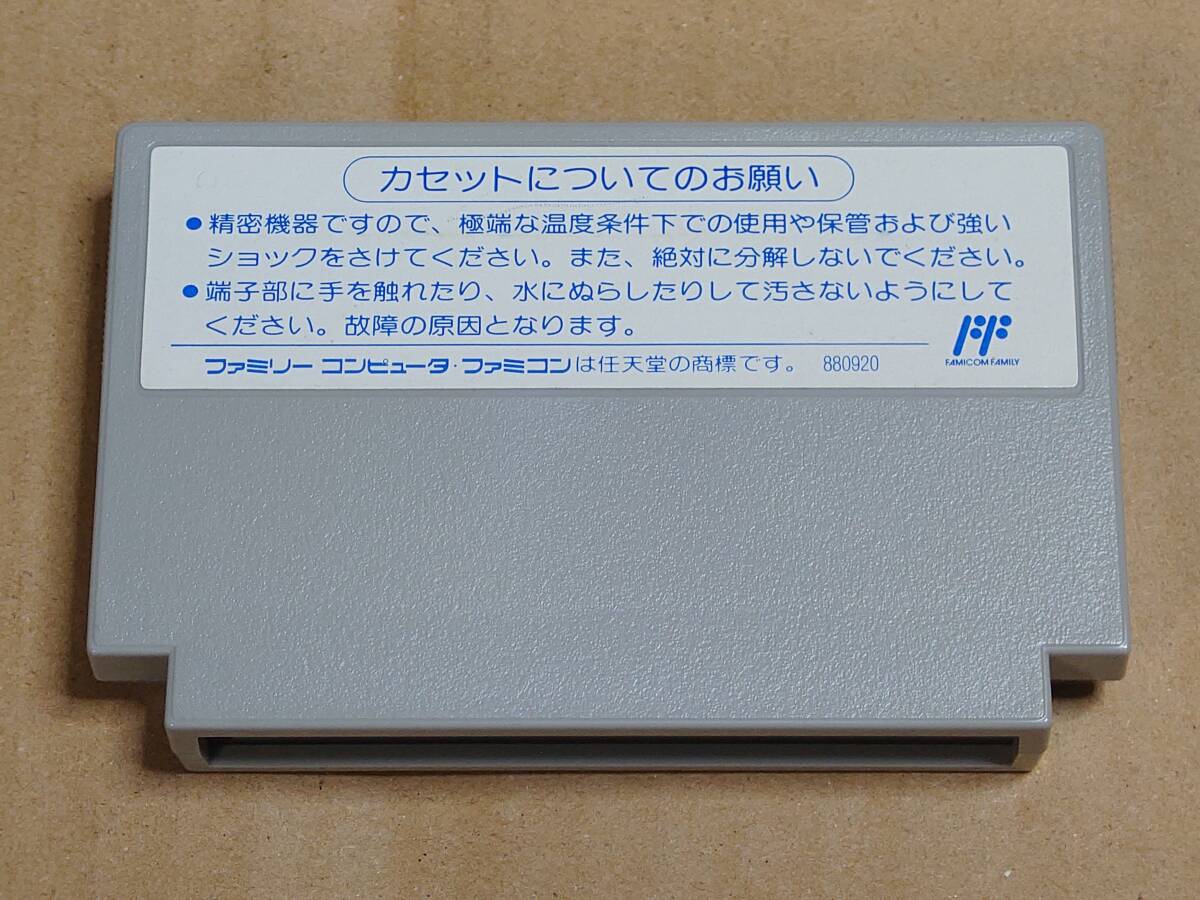 カセットについてのお願い
●精密機器ですので、極端な温度条件下での使用や保管および強い
ショックをさけてください。また、絶対に分解しないでください。
●端子部に手を触れたり、水にぬらしたりして汚さないようにして
ください。故障の原因となります。
ファミリー コンピュータ・ファミコンは任天堂の商標です。 880920
FF
FAMICOM FAMILY